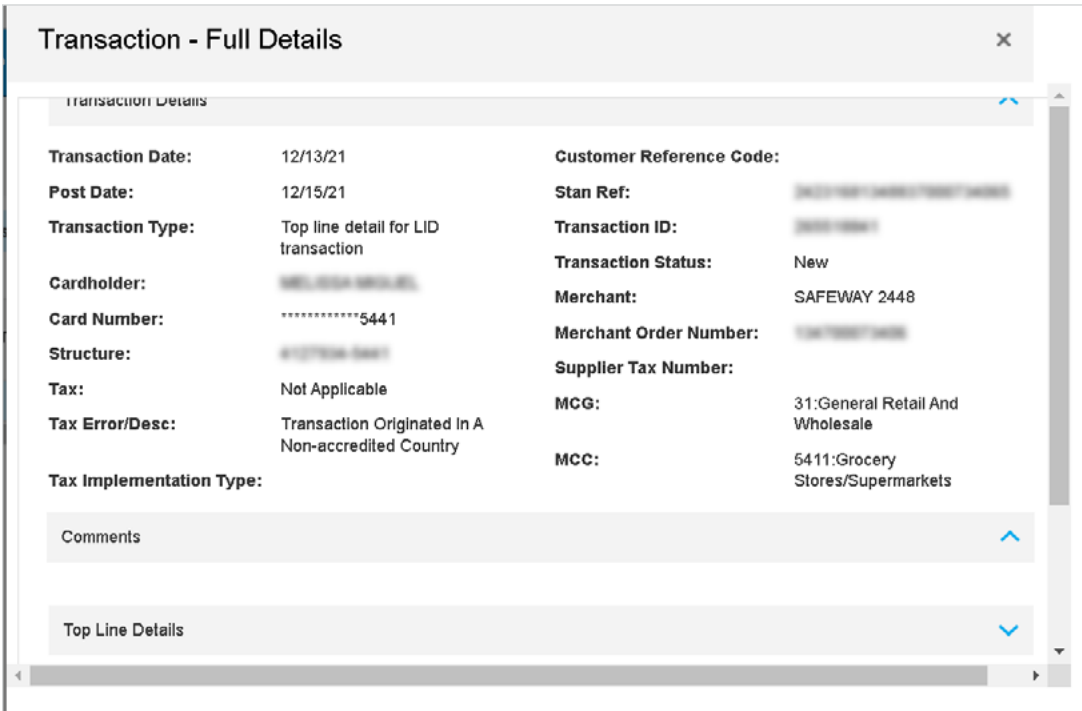 Transaction - Full Details
Transaction Details
Transaction Date: 12/13/21
Post Date: 12/15/21
Transaction Type: Top line detail for LID
transaction
Cardholder:
Card Number: ************5441
Structure:
Tax: Not Applicable
Tax Error/Desc: Transaction Originated In A
Non-accredited Country
Tax Implementation Type:
Customer Reference Code:
Stan Ref:
Transaction ID:
Transaction Status: New
Merchant: SAFEWAY 2448
Merchant Order Number:
Supplier Tax Number:
MCG: 31:General Retail And
Wholesale
MCC: 5411:Grocery
Stores/Supermarkets
Comments
Top Line Details